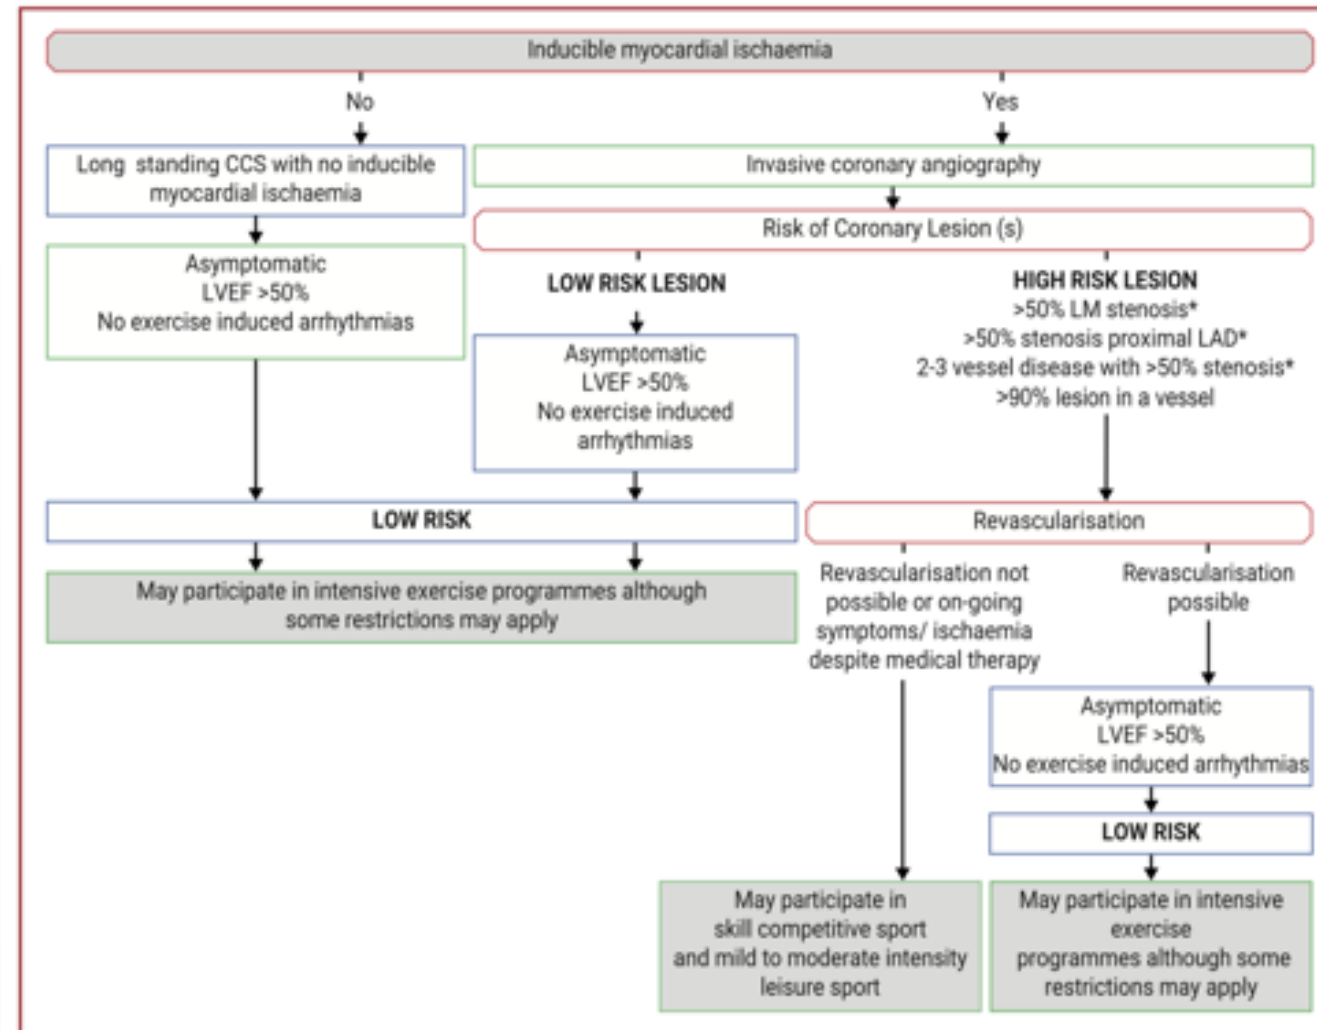 Inducible myocardial ischaemia
No
Yes
Long standing CCS with no inducible
myocardial ischaemia
Invasive coronary angiography
Risk of Coronary Lesion (s)
Asymptomatic
LVEF >50%
No exercise induced arrhythmias
LOW RISK LESION
HIGH RISK LESION
>50% LM stenosis*
>50% stenosis proximal LAD*
2-3 vessel disease with >50% stenosis*
>90% lesion in a vessel
Asymptomatic
LVEF >50%
No exercise induced
arrhythmias
LOW RISK
Revascularisation
May participate in intensive exercise programmes although
some restrictions may apply
Revascularisation not
possible or on-going
symptoms/ ischaemia
despite medical therapy
Revascularisation
possible
Asymptomatic
LVEF >50%
No exercise induced arrhythmias
LOW RISK
May participate in
skill competitive sport
and mild to moderate intensity
leisure sport
May participate in intensive
exercise
programmes although some
restrictions may apply